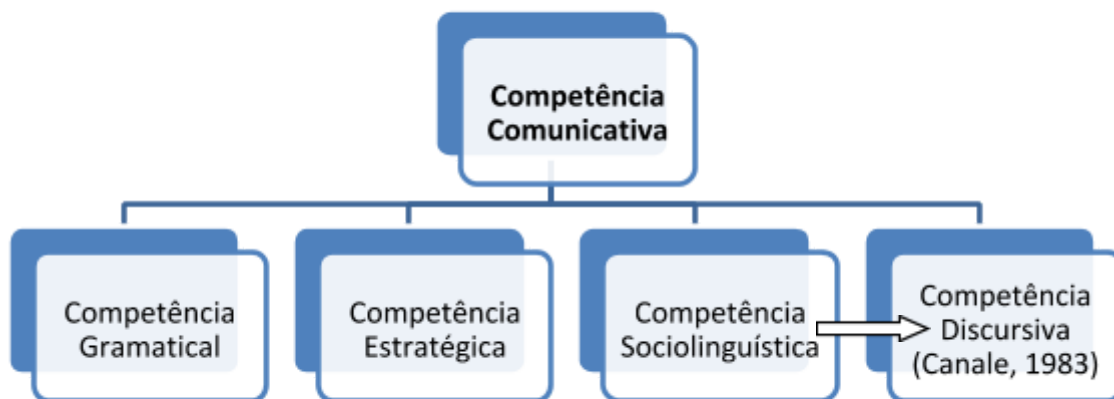 Competência
Comunicativa
Competência
Gramatical
Competência
Estratégica
Competência
Sociolinguística
Competência
Discursiva
(Canale, 1983)